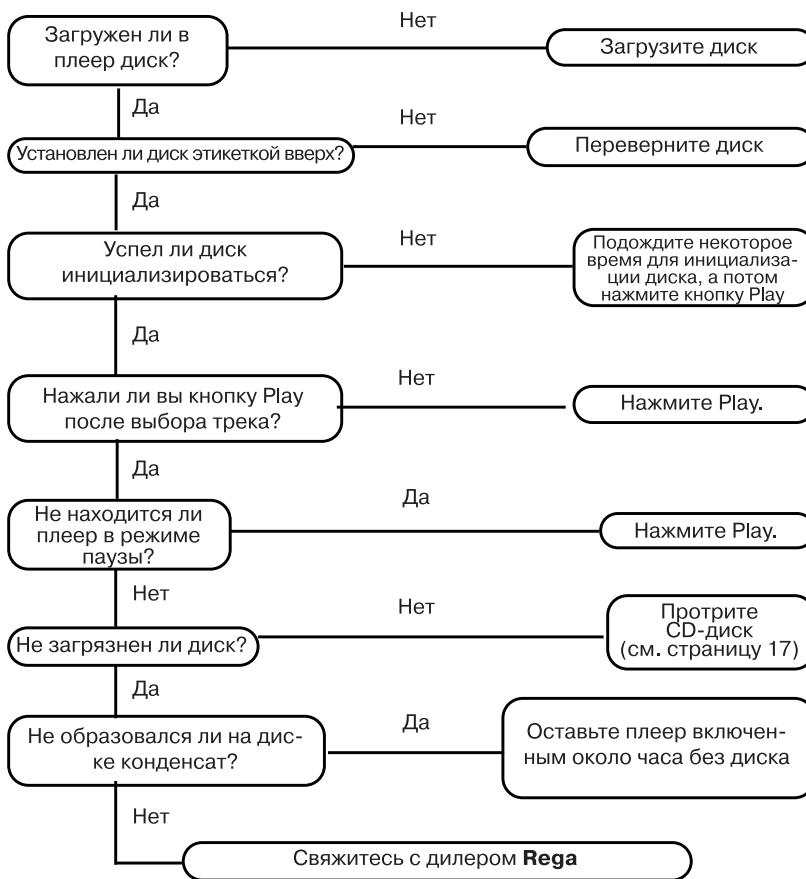 Загружен ли в
плеер диск?
Нет
Загрузите диск
Да
Установлен ли диск этикеткой вверх?
Нет
Переверните диск
Да
Успел ли диск
инициализироваться?
Нет
Подождите некоторое
время для инициализа-
ции диска, а потом
нажмите кнопку Play
Да
Нажали ли вы кнопку Play
после выбора трека?
Нет
Нажмите Play.
Да
Не находится ли
плеер в режиме
паузы?
Да
Нажмите Play.
Нет
Не загрязнен ли диск?
Нет
Протрите
CD-диск
(см. страницу 17)
Да
Не образовался ли на дис-
ке конденсат?
Да
Оставьте плеер включен-
ным около часа без диска
Нет
Свяжитесь с дилером Rega